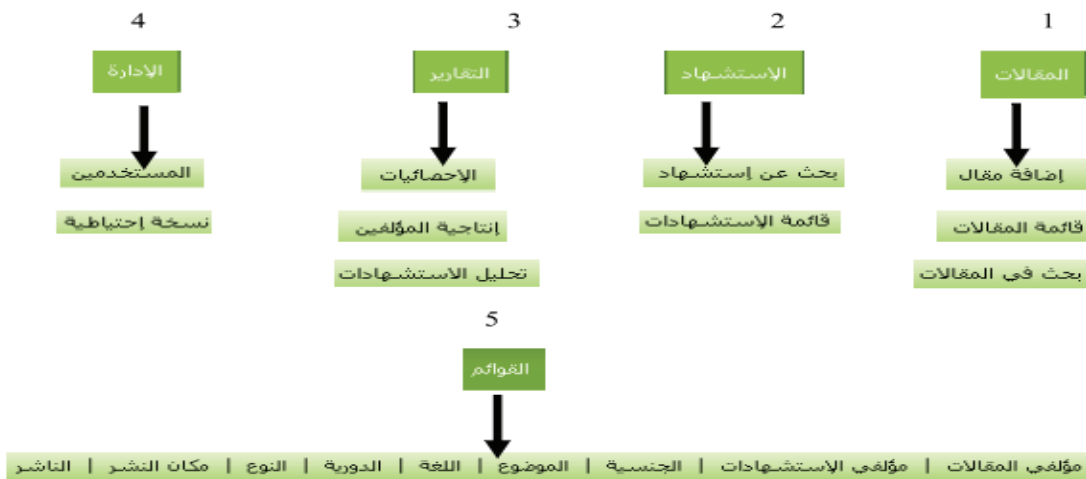 1 2 3 4
المقالات الإستشهاد التقارير الإدارة
إضافة مقال بحث عن إستشهاد الإحصائيات المستخدمين
قائمة المقالات قائمة الإستشهادات إنتاجية المؤلفين نسخة إحتياطية
بحث في المقالات تحليل الاستشهادات
5
القوائم
مؤلفي المقالات | مؤلفي الإستشهادات | الجنسية | الموضوع | اللغة | الدورية | النوع | مكان النشر | الناشر